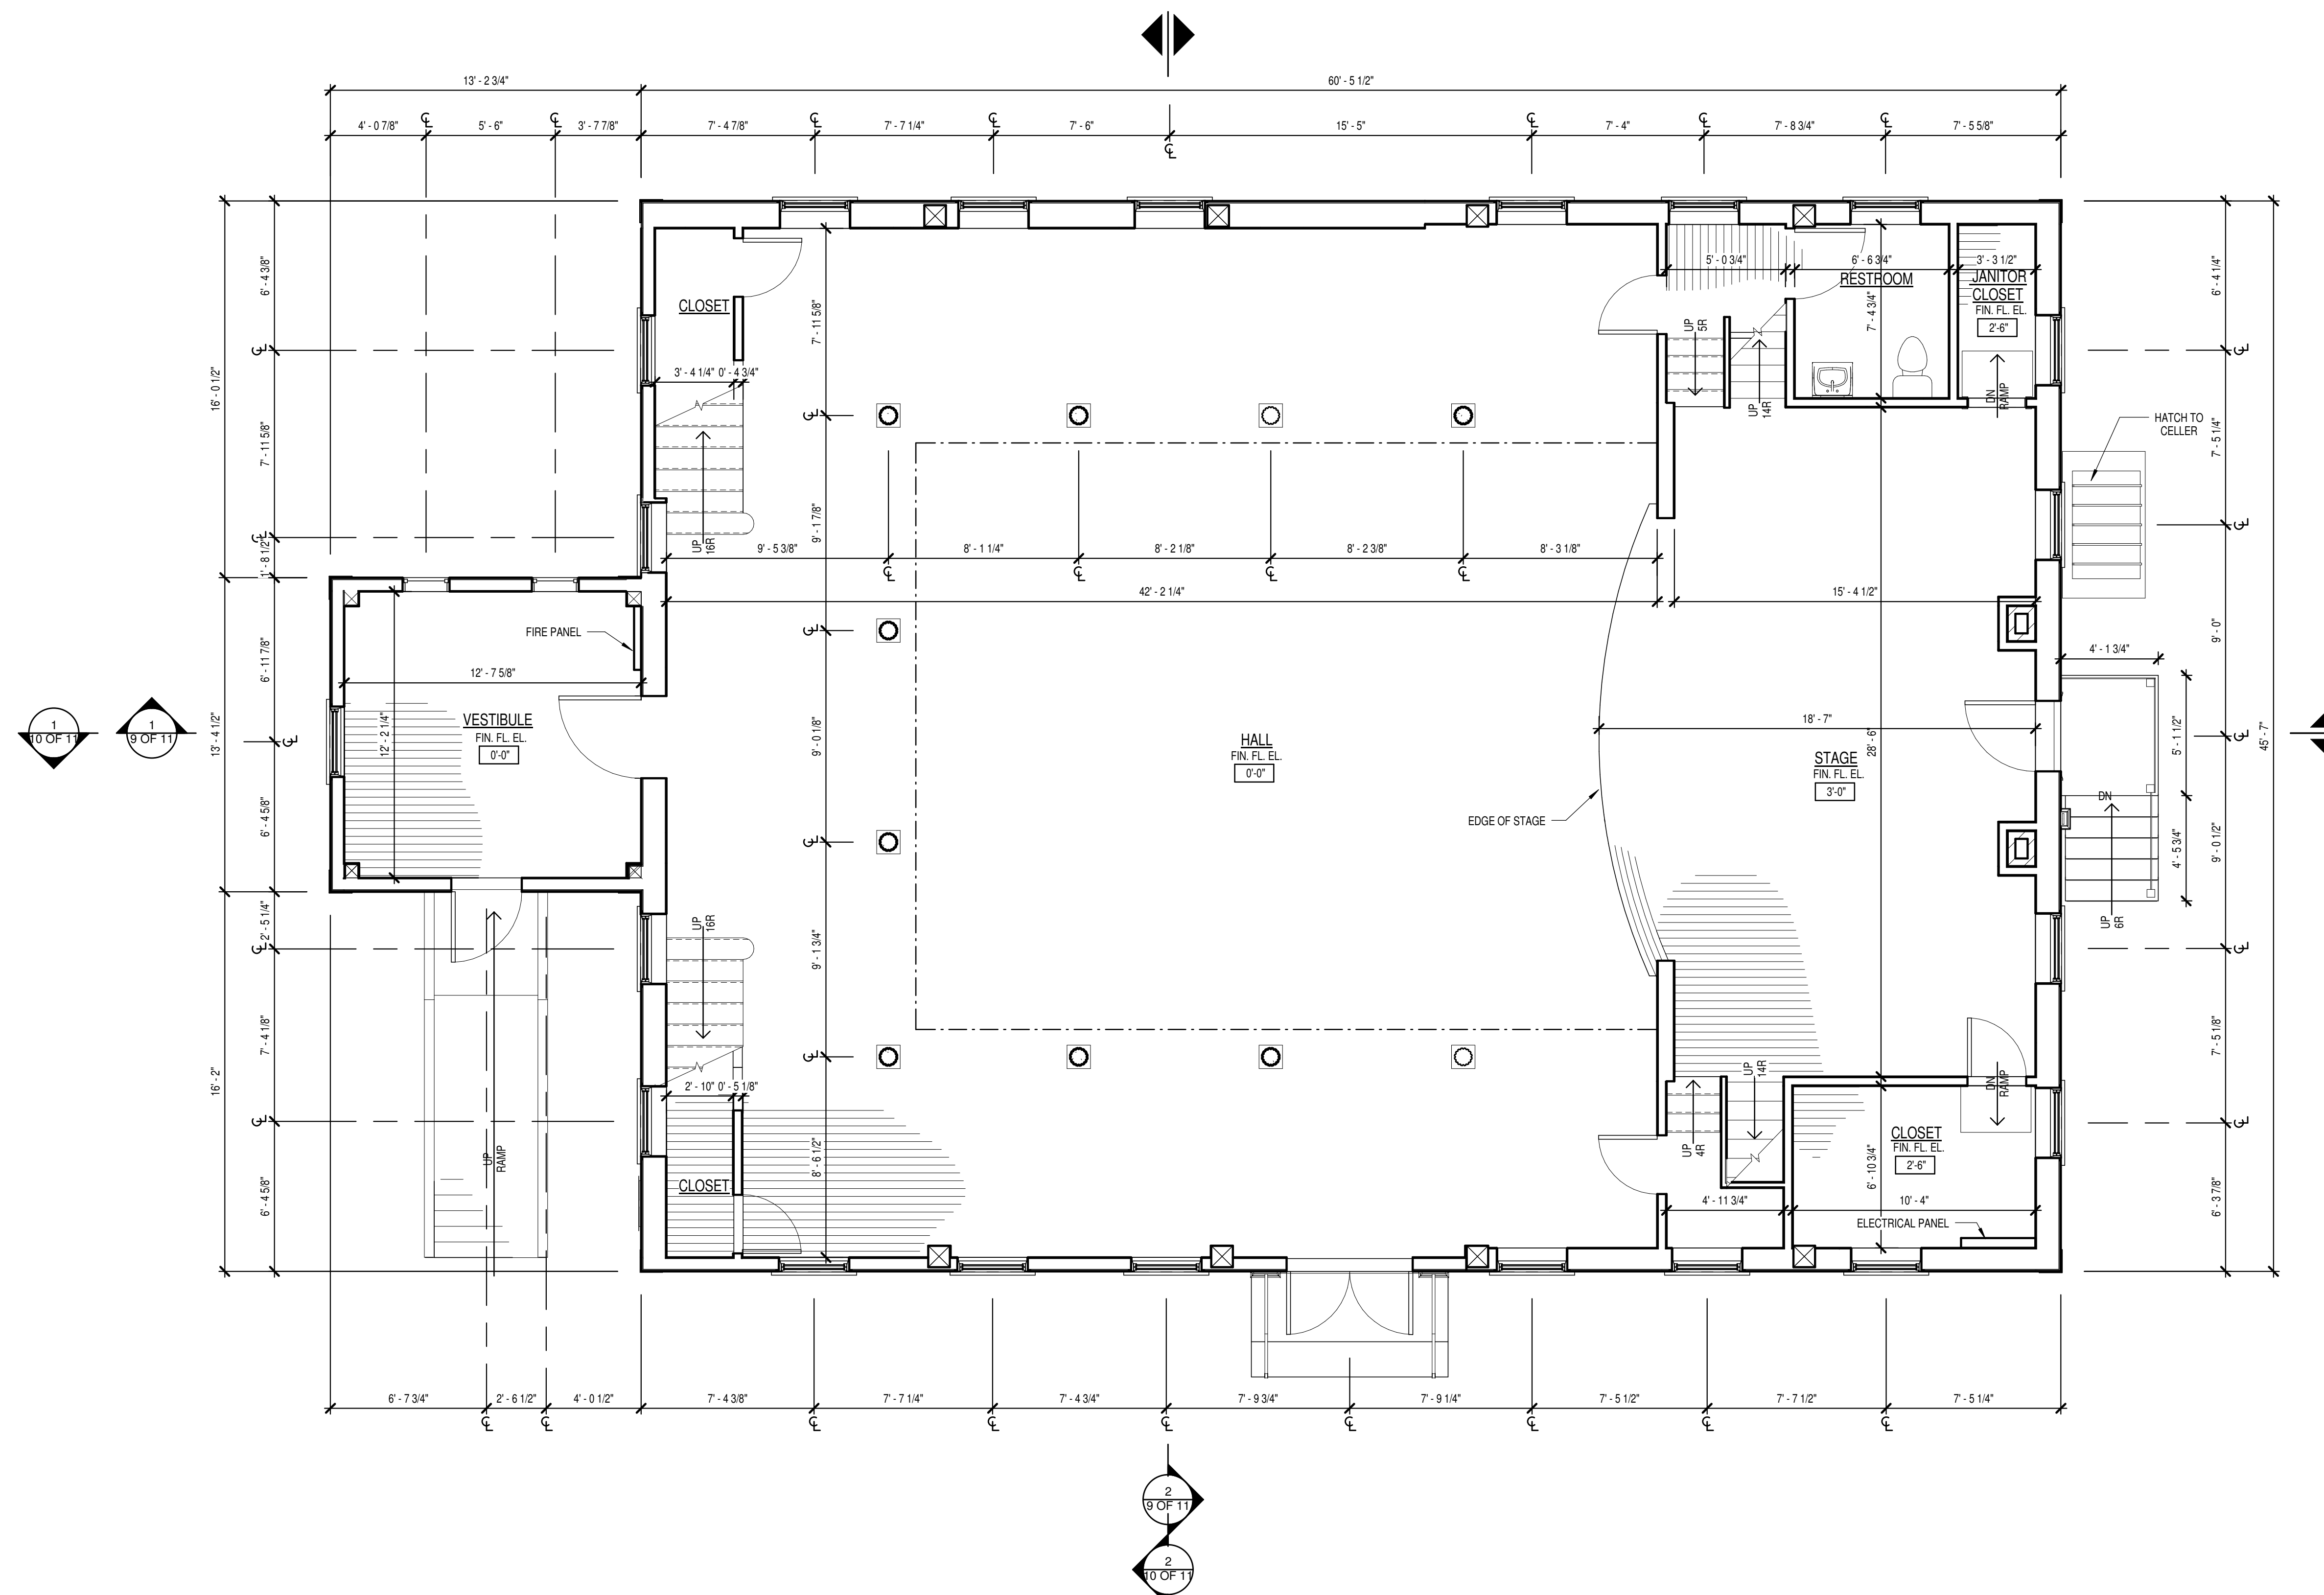 13' - 2 3/4"
60' - 5 1/2"
4' - 0 7/8"
5' - 6"
3' - 7 7/8"
7' - 4 7/8"
7' - 7 1/4"
7' - 6"
15' - 5"
7' - 4"
7' - 8 3/4"
7' - 5 5/8"
6' - 4 3/8"
16' - 0 1/2"
7' - 11 5/8"
1' - 8 1/2"
CLOSET
7' - 11 5/8"
3' - 4 1/4"
0' - 4 3/4"
UP
16R
9' - 1 7/8"
9' - 5 3/8"
8' - 1 1/4"
8' - 2 1/8"
8' - 2 3/8"
8' - 3 1/8"
42' - 2 1/4"
15' - 4 1/2"
5' - 0 3/4"
6' - 6 3/4"
3' - 3 1/2"
RESTROOM
7' - 4 3/4"
JANITOR
CLOSET
FIN. FL. EL.
2'-6"
UP
5R
UP
14R
DN
RAMP
6' - 4 1/4"
HATCH TO
CELLER
7' - 5 1/4"
9' - 0"
45' - 7"
4' - 1 3/4"
5' - 1 1/2"
4' - 5 3/4"
9' - 0 1/2"
DN
UP
6R
FIRE PANEL
12' - 7 5/8"
12' - 2 1/4"
VESTIBULE
FIN. FL. EL.
0'-0"
6' - 11 7/8"
13' - 4 1/2"
6' - 4 5/8"
1
10 OF 11
1
9 OF 11
9' - 0 1/8"
HALL
FIN. FL. EL.
0'-0"
18' - 7"
28' - 6"
STAGE
FIN. FL. EL.
3'-0"
EDGE OF STAGE
2' - 5 1/4"
7' - 4 1/8"
16' - 2"
6' - 4 5/8"
UP
RAMP
UP
16R
9' - 1 3/4"
2' - 10"
0' - 5 1/8"
8' - 6 1/2"
CLOSET
UP
4R
UP
14R
4' - 11 3/4"
DN
RAMP
CLOSET
FIN. FL. EL.
2'-6"
6' - 10 3/4"
10' - 4"
ELECTRICAL PANEL
7' - 5 1/8"
6' - 3 7/8"
6' - 7 3/4"
2' - 6 1/2"
4' - 0 1/2"
7' - 4 3/8"
7' - 7 1/4"
7' - 4 3/4"
7' - 9 3/4"
7' - 9 1/4"
7' - 5 1/2"
7' - 7 1/2"
7' - 5 1/4"
2
9 OF 11
2
10 OF 11